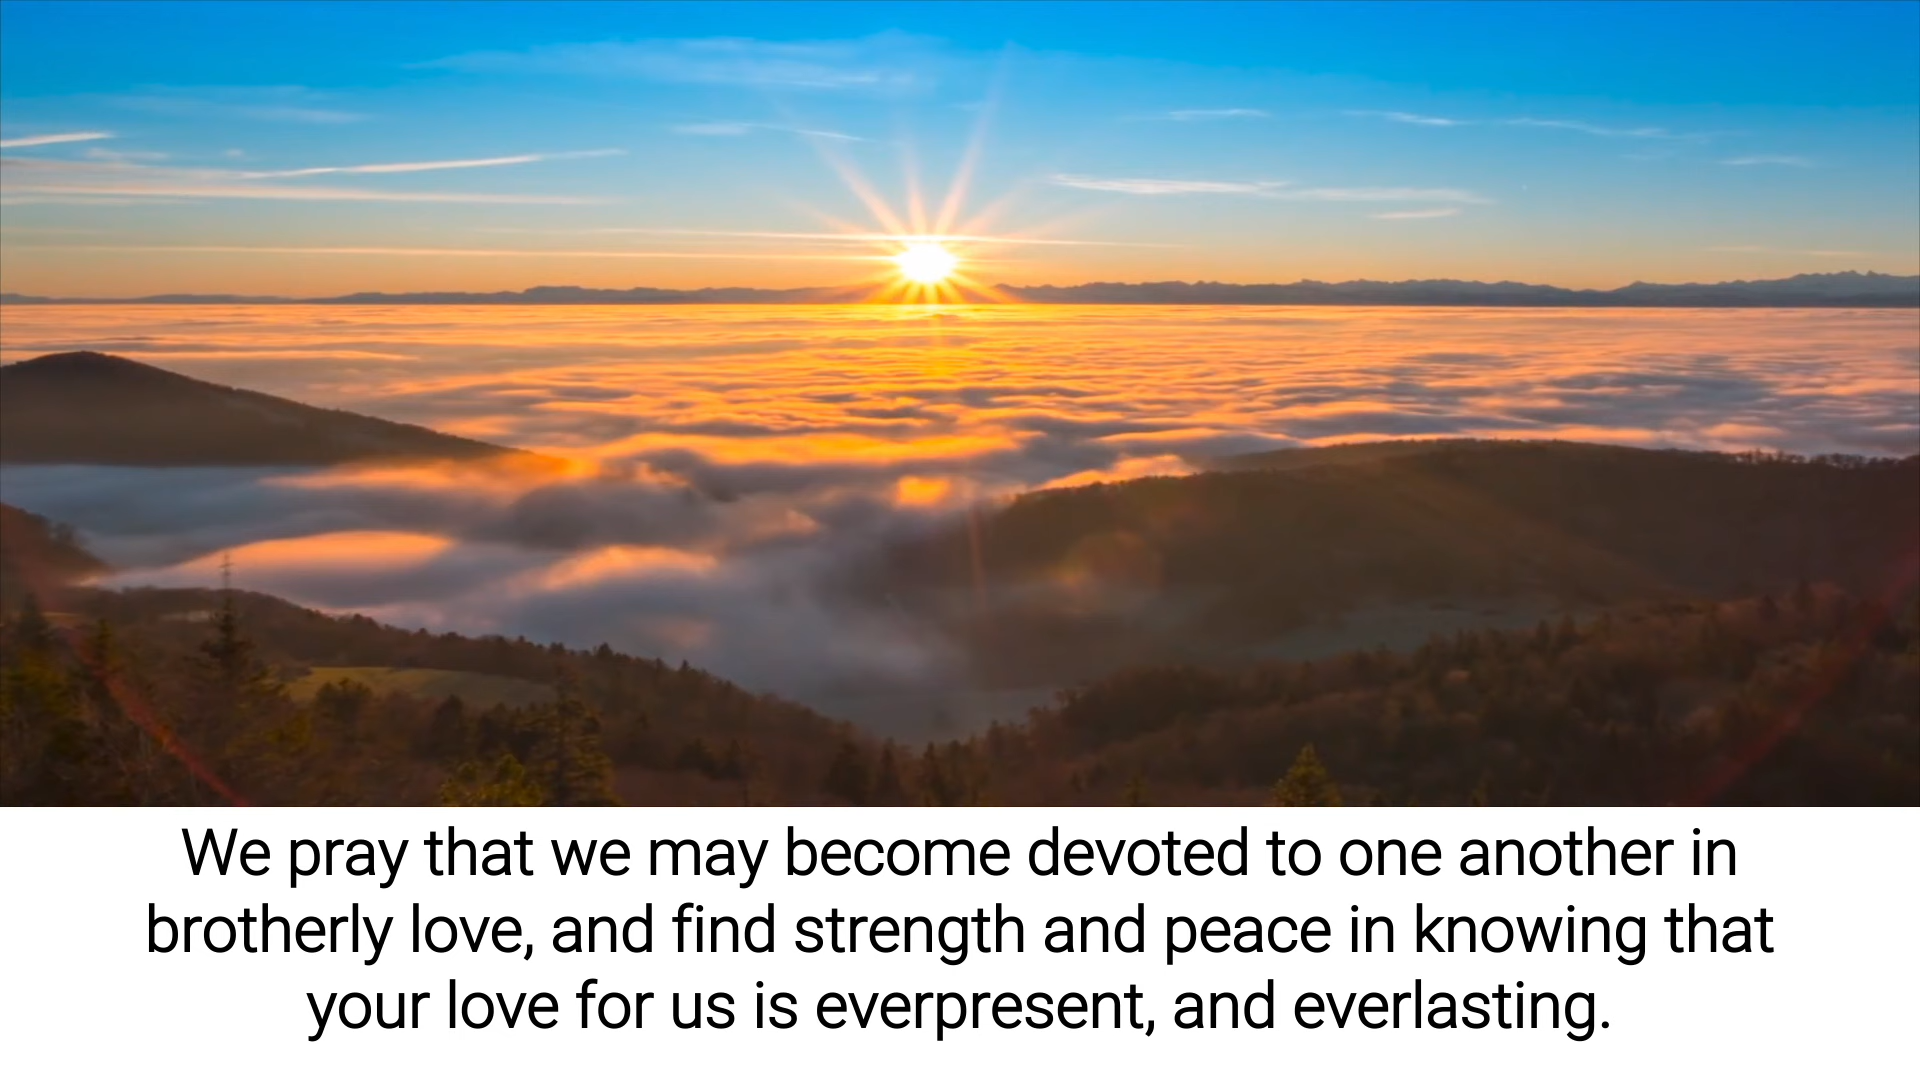 We pray that we may become devoted to one another in
brotherly love, and find strength and peace in knowing that
your love for us is everpresent, and everlasting.